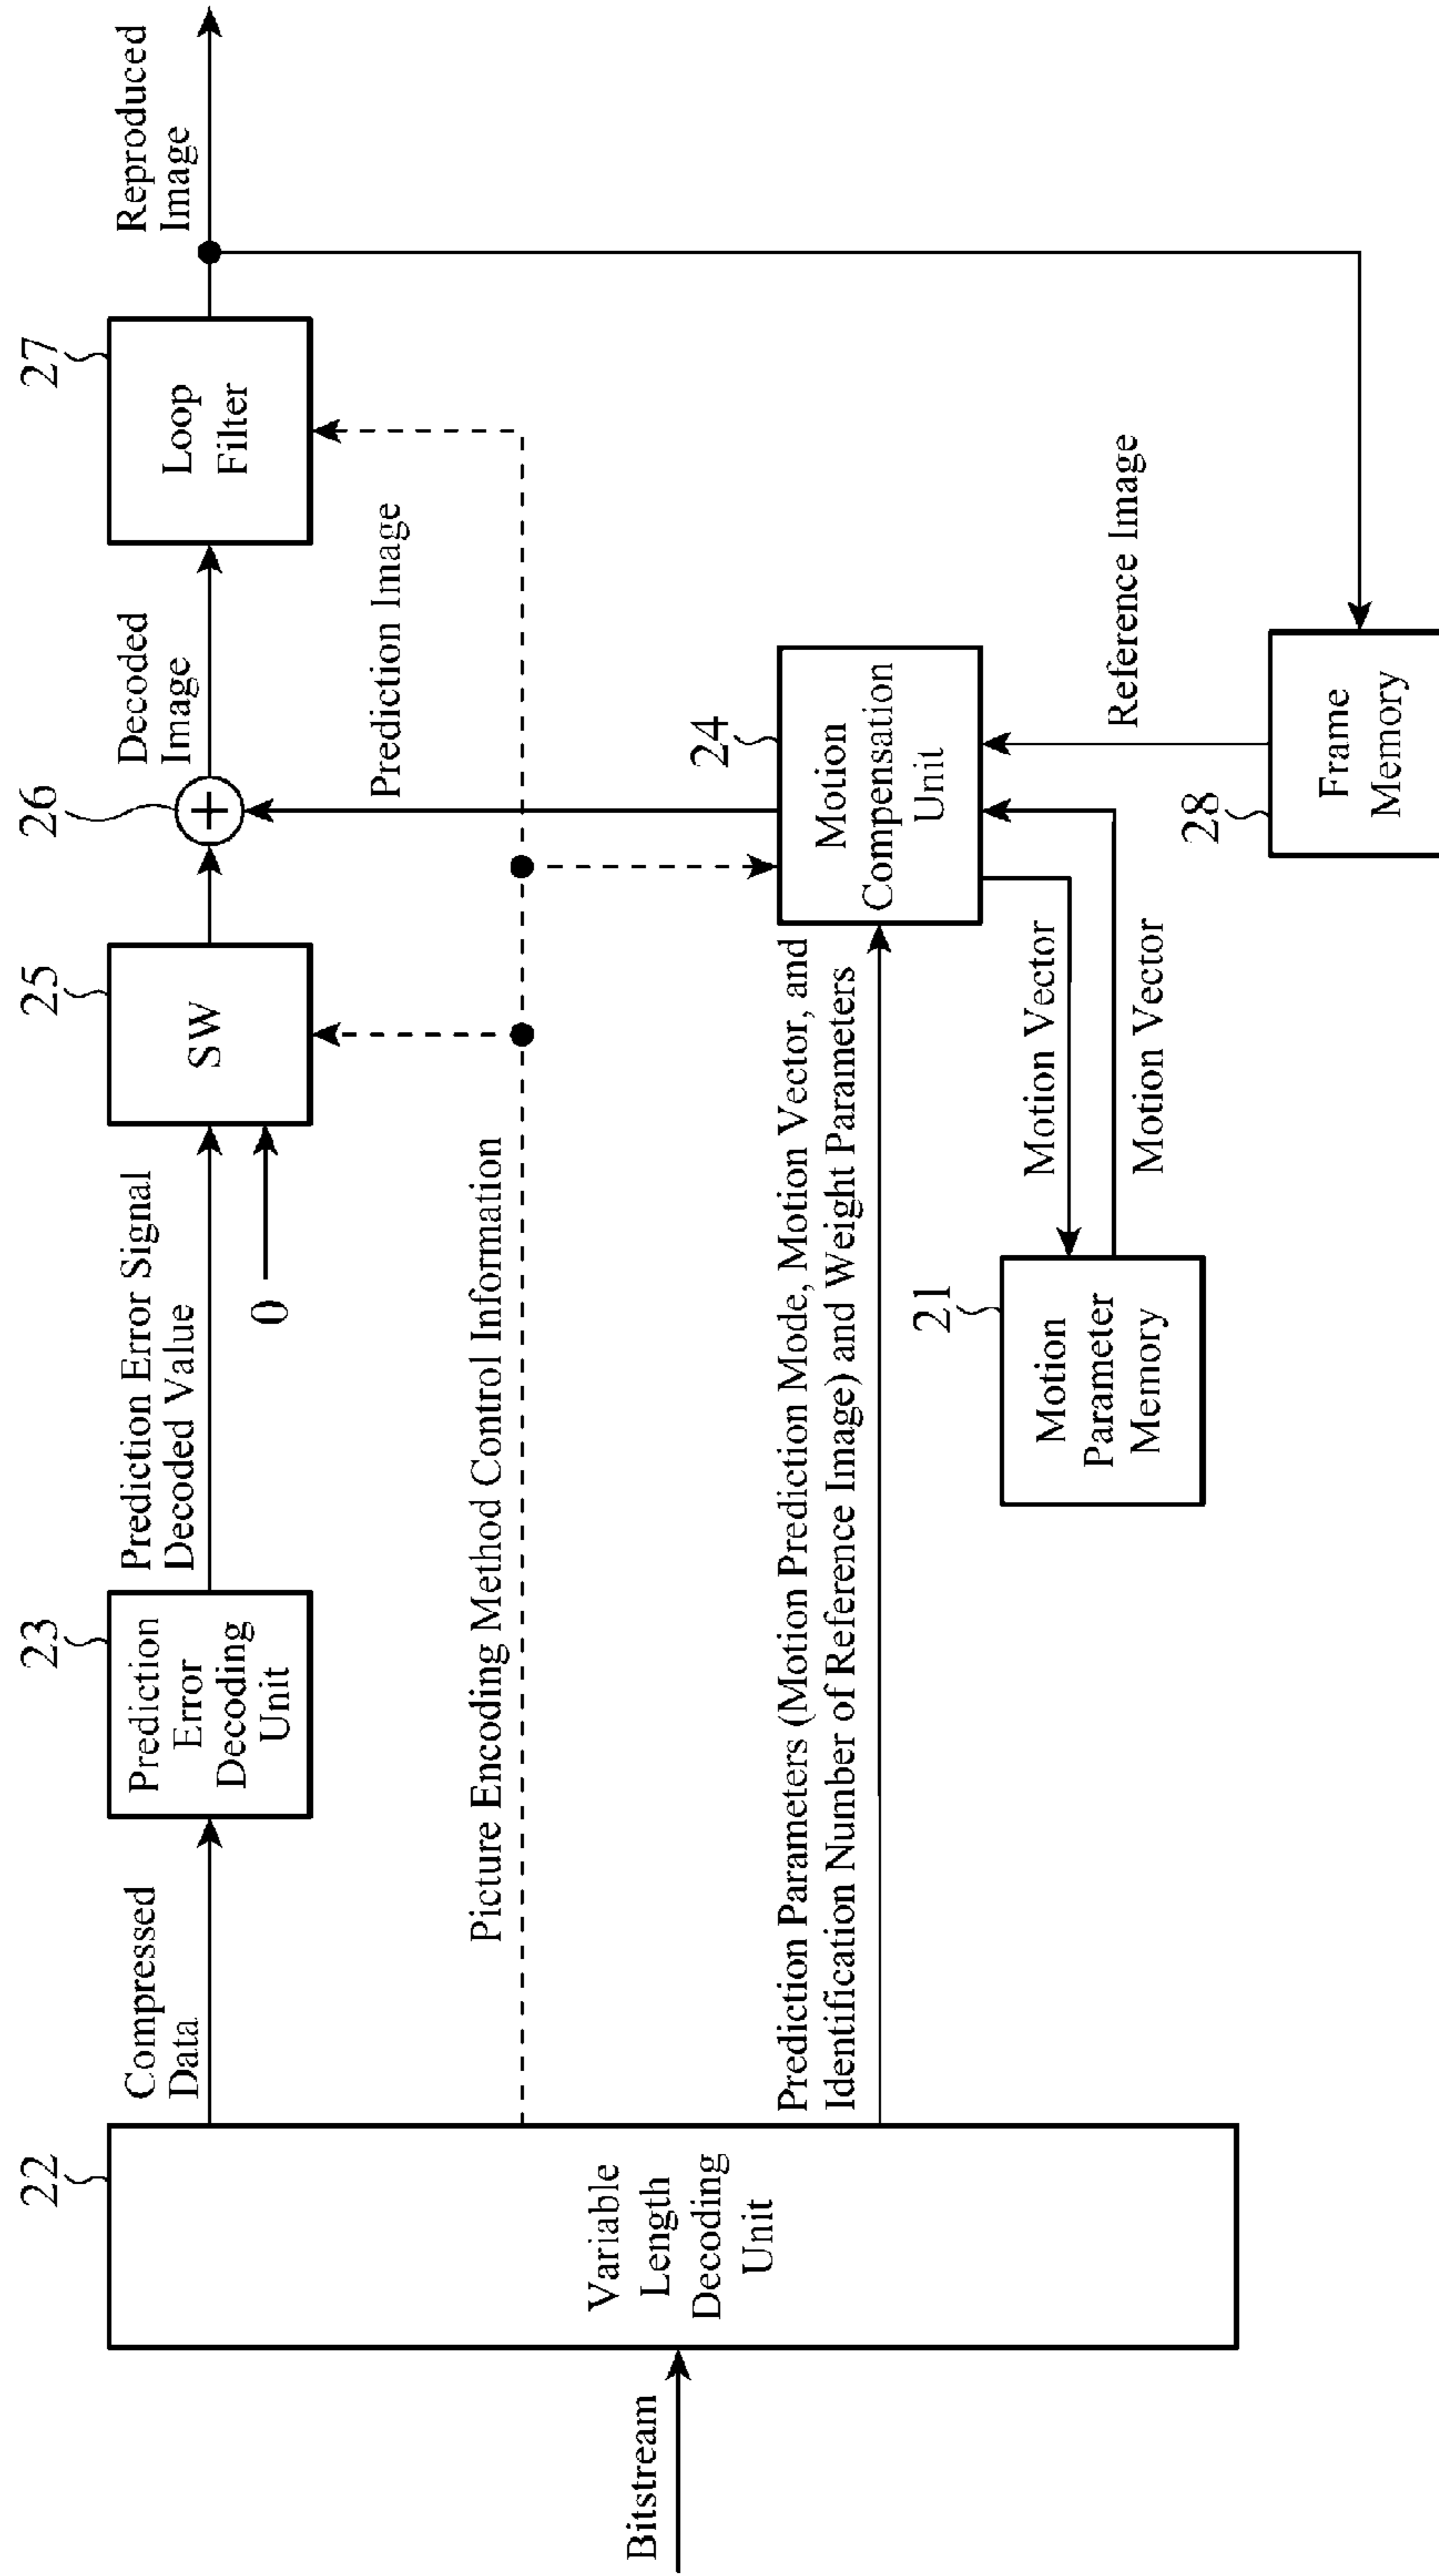 Bitstream
22
Variable
Length
Decoding
Unit
Compressed
Data
23
Prediction
Error
Decoding
Unit
Prediction Error Signal
Decoded Value
0
25
SW
26
+
Decoded
Image
27
Loop
Filter
Reproduced
Image
Picture Encoding Method Control Information
Prediction Image
Prediction Parameters (Motion Prediction Mode, Motion Vector, and
Identification Number of Reference Image) and Weight Parameters
24
Motion
Compensation
Unit
21
Motion
Parameter
Memory
Motion Vector
Motion Vector
Reference Image
28
Frame
Memory